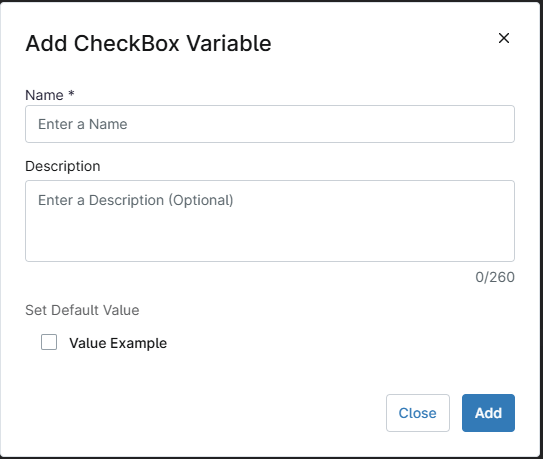 Add CheckBox Variable
Name *
Enter a Name
Description
Enter a Description (Optional)
0/260
Set Default Value
Value Example
Close
Add